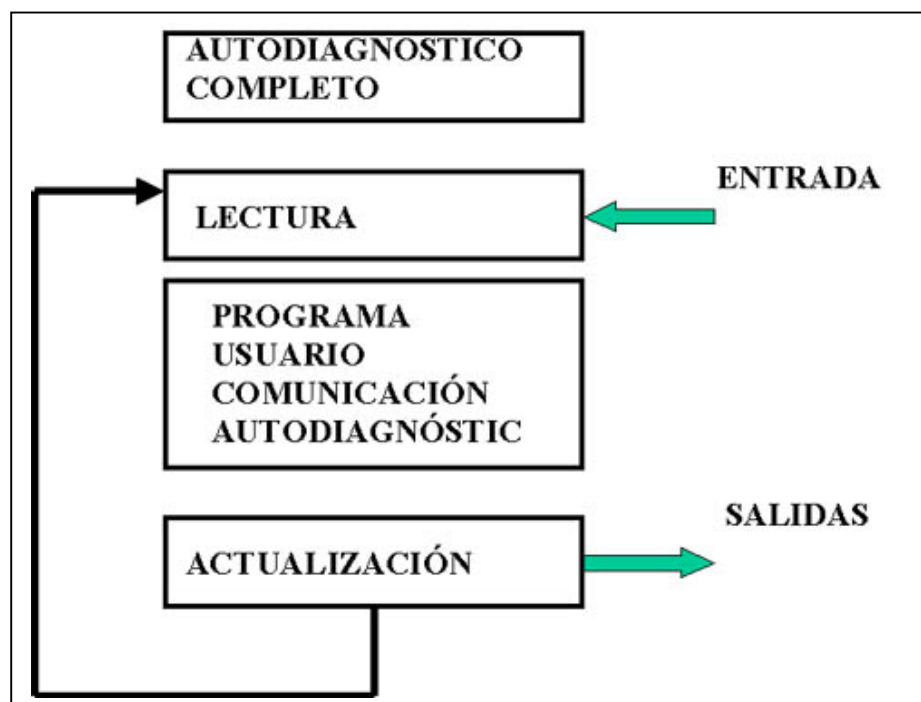 AUTODIAGNOSTICO
COMPLETO
ENTRADA
LECTURA
PROGRAMA
USUARIO
COMUNICACIÓN
AUTODIAGNÓSTIC
SALIDAS
ACTUALIZACIÓN